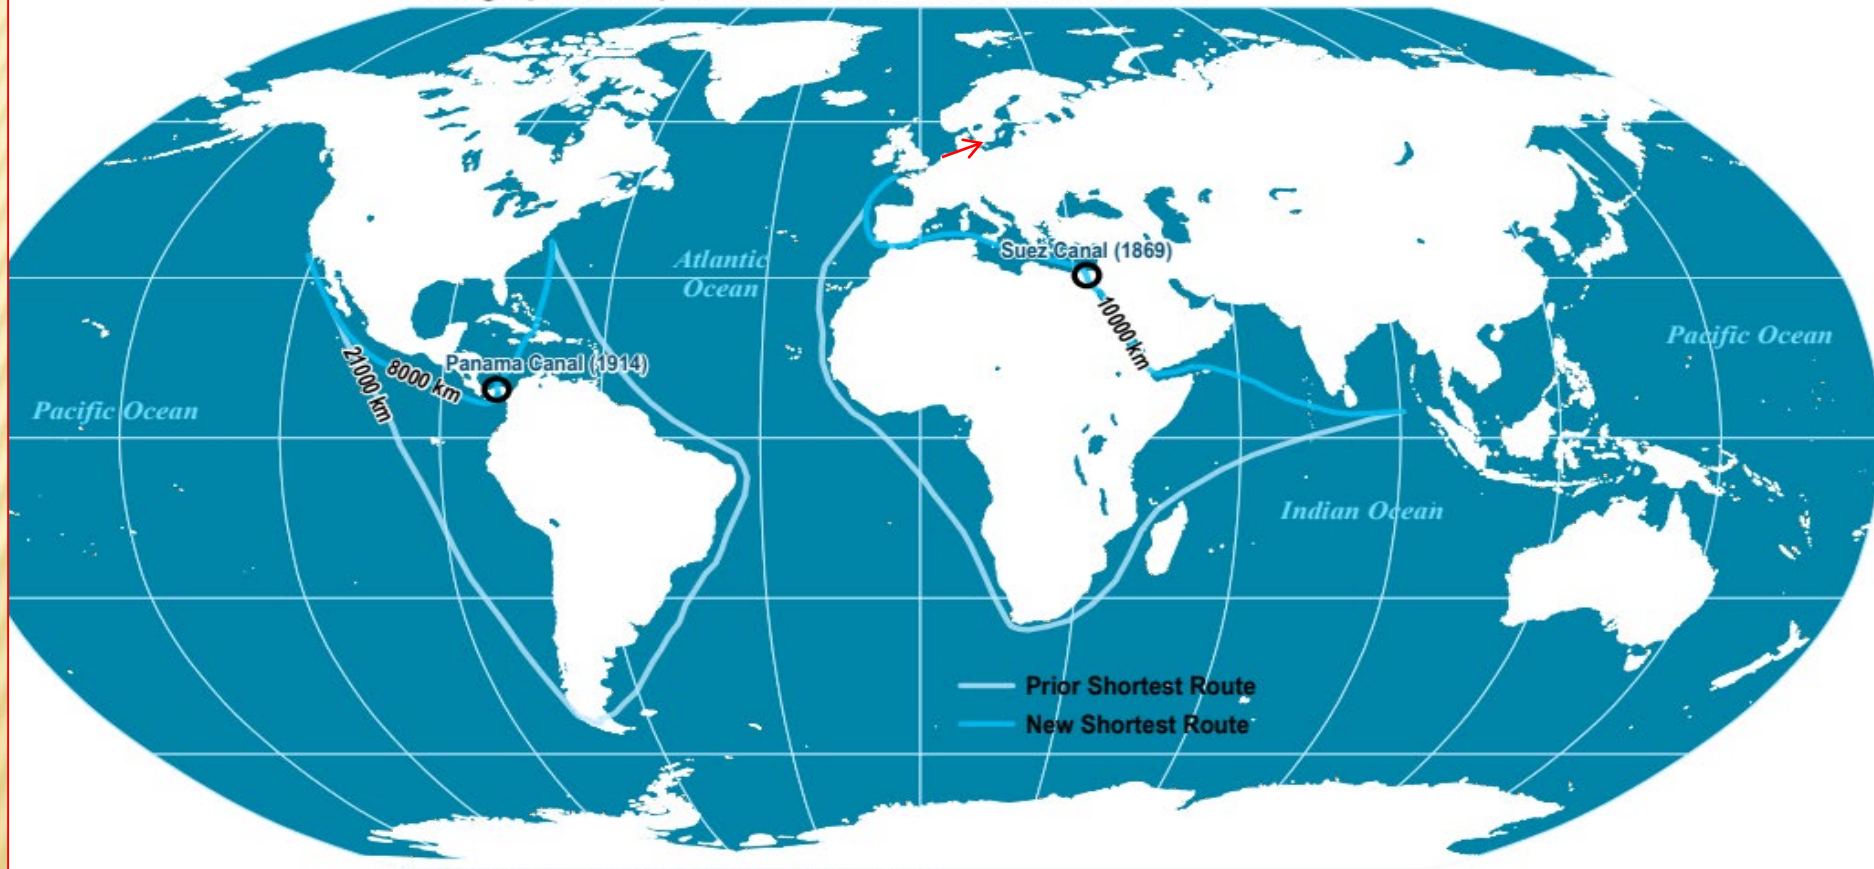 Atlantic
Ocean
Suez Canal (1869)
10000 km
Pacific Ocean
Panama Canal (1914)
8000 km
21000 km
Pacific Ocean
Indian Ocean
Prior Shortest Route
New Shortest Route